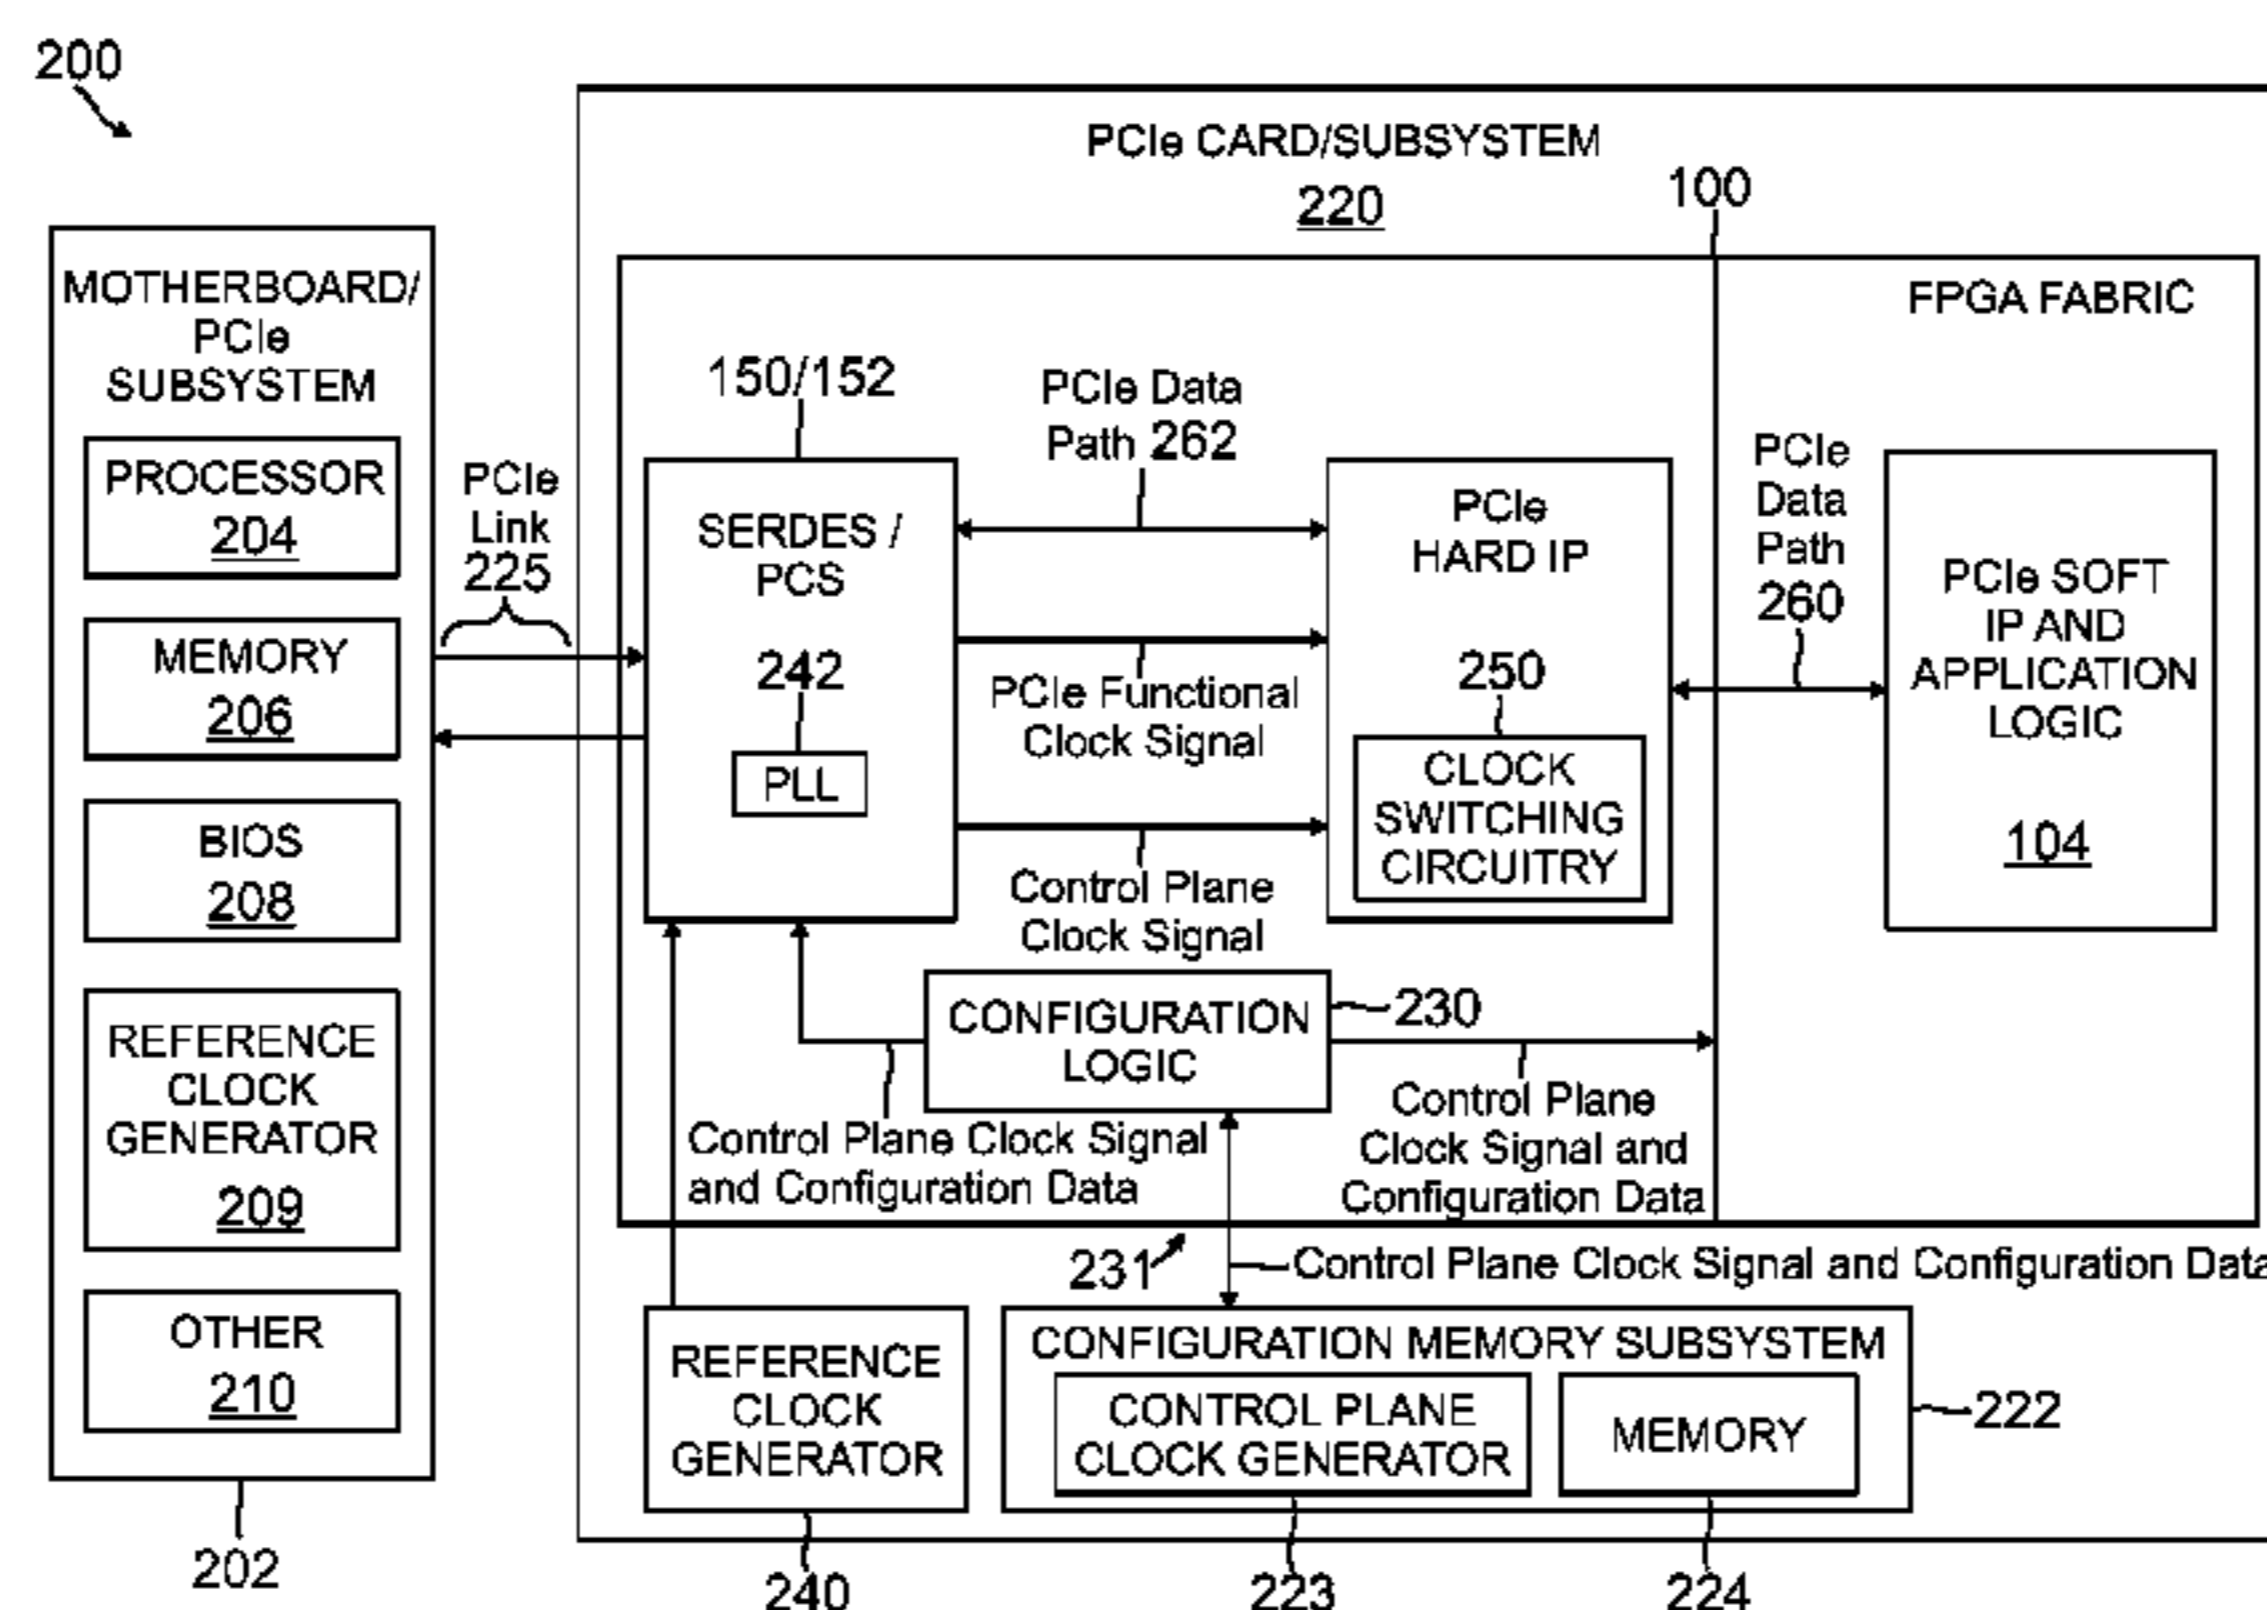 200
PCIe CARD/SUBSYSTEM
220
100
MOTHERBOARD/
PCIe
SUBSYSTEM
PROCESSOR
204
MEMORY
206
BIOS
208
REFERENCE
CLOCK
GENERATOR
209
OTHER
210
202
PCIe
Link
225
150/152
SERDES /
PCS
242
PLL
PCIe Data
Path 262
PCIe Functional
Clock Signal
Control Plane
Clock Signal
PCIe
HARD IP
250
CLOCK
SWITCHING
CIRCUITRY
FPGA FABRIC
PCIe
Data
Path
260
PCIe SOFT
IP AND
APPLICATION
LOGIC
104
CONFIGURATION
LOGIC
230
Control Plane Clock Signal
and Configuration Data
Control Plane
Clock Signal and
Configuration Data
231
Control Plane Clock Signal and Configuration Data
REFERENCE
CLOCK
GENERATOR
240
CONFIGURATION MEMORY SUBSYSTEM
CONTROL PLANE
CLOCK GENERATOR
MEMORY
222
223
224